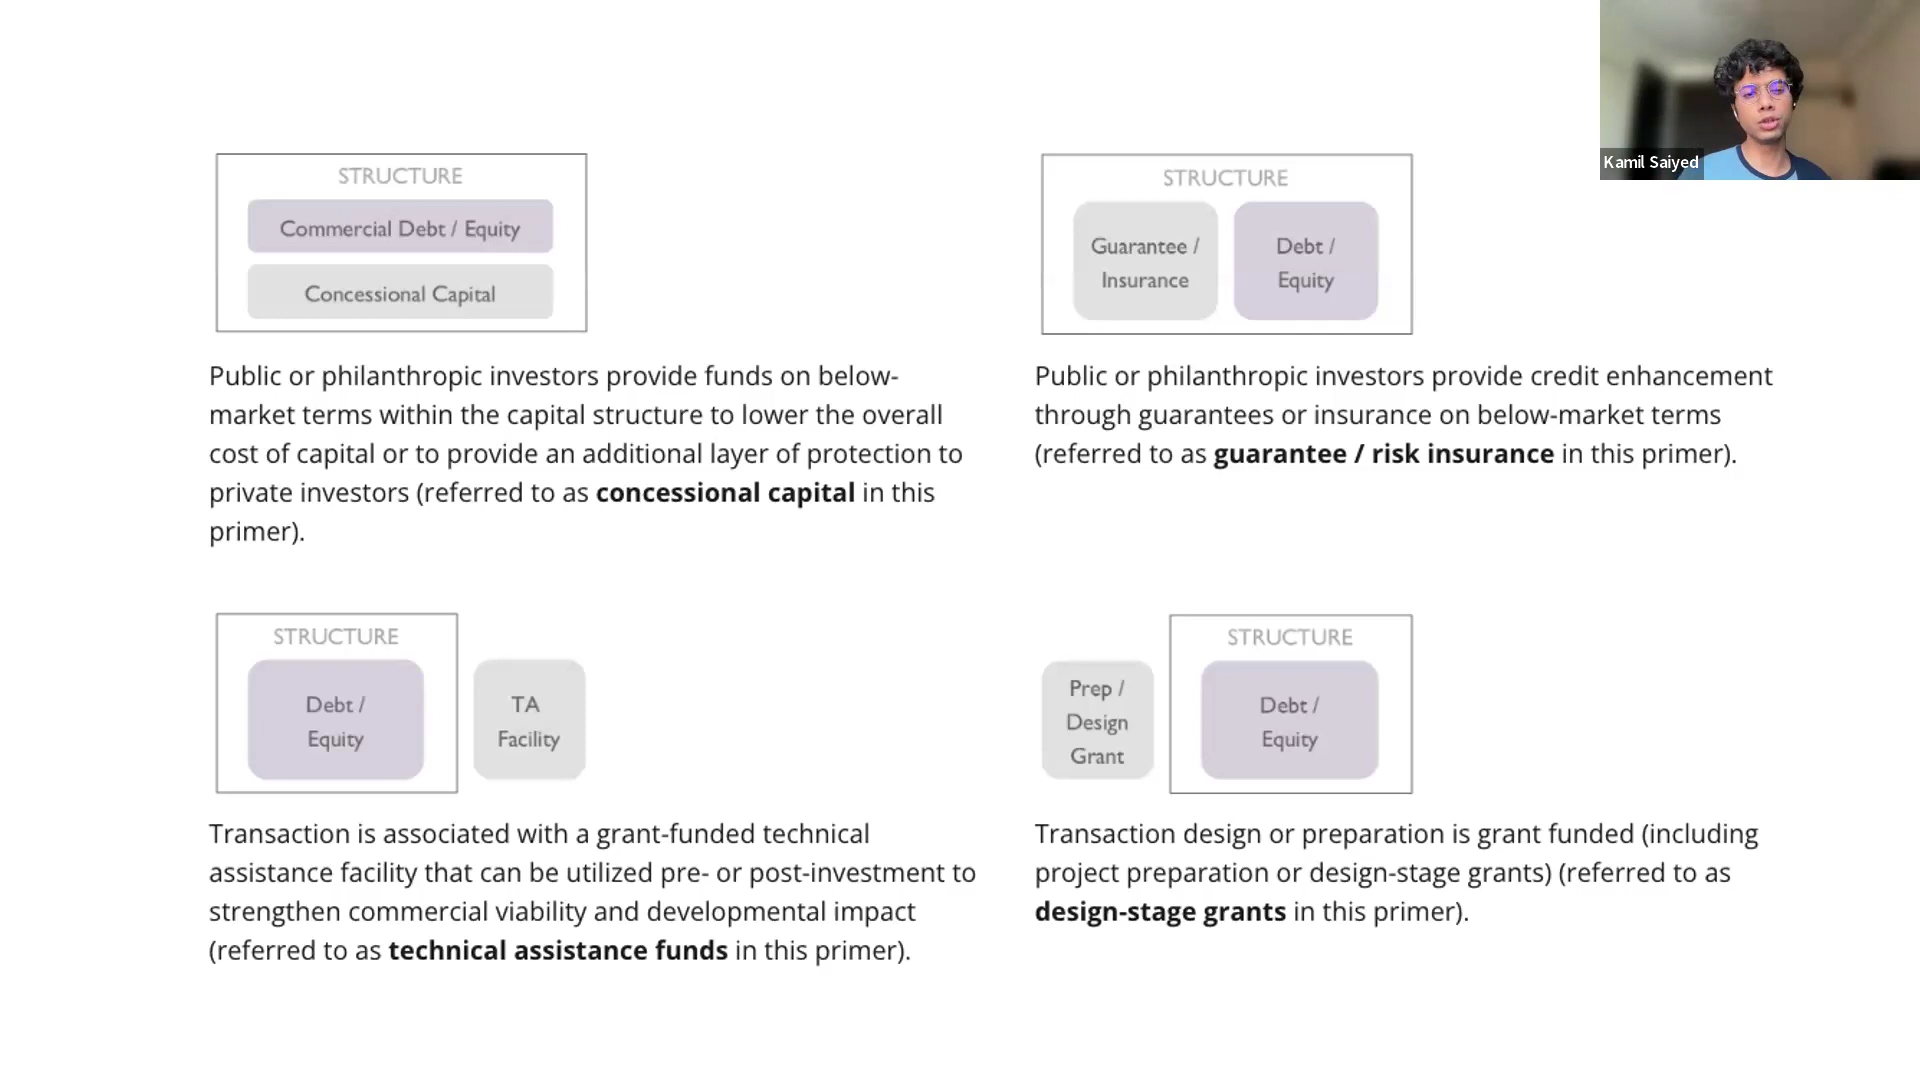 STRUCTURE
Commercial Debt / Equity
Concessional Capital
Public or philanthropic investors provide funds on below-
market terms within the capital structure to lower the overall
cost of capital or to provide an additional layer of protection to
private investors (referred to as concessional capital in this
primer).
STRUCTURE
Guarantee /
Insurance
Debt /
Equity
Public or philanthropic investors provide credit enhancement
through guarantees or insurance on below-market terms
(referred to as guarantee / risk insurance in this primer).
STRUCTURE
Debt /
Equity
TA
Facility
Transaction is associated with a grant-funded technical
assistance facility that can be utilized pre- or post-investment to
strengthen commercial viability and developmental impact
(referred to as technical assistance funds in this primer).
Prep /
Design
Grant
STRUCTURE
Debt /
Equity
Transaction design or preparation is grant funded (including
project preparation or design-stage grants) (referred to as
design-stage grants in this primer).
Kamil Saiyed